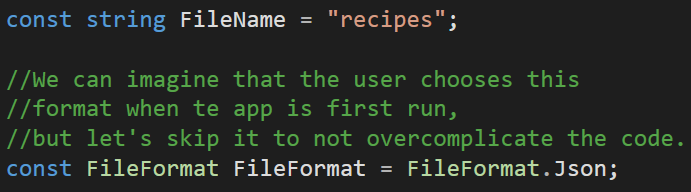 const string FileName = "recipes";
//We can imagine that the user chooses this
//format when te app is first run,
//but let's skip it to not overcomplicate the code.
const FileFormat FileFormat = FileFormat.Json;